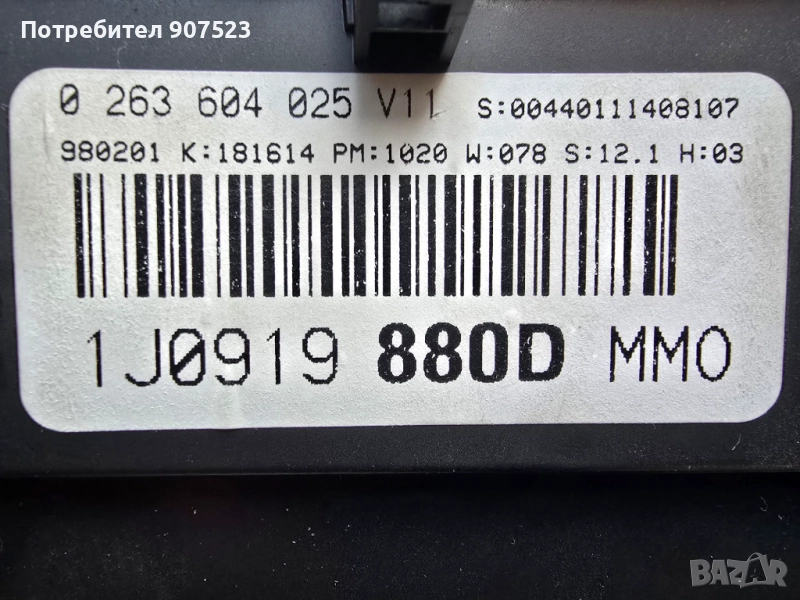 Потребител 907523
0 263 604 025 V11 S:00440111408107
980201 K:181614 PM:1020 W:078 S:12.1 H:03
1J0919 880D MMO
BAZAR